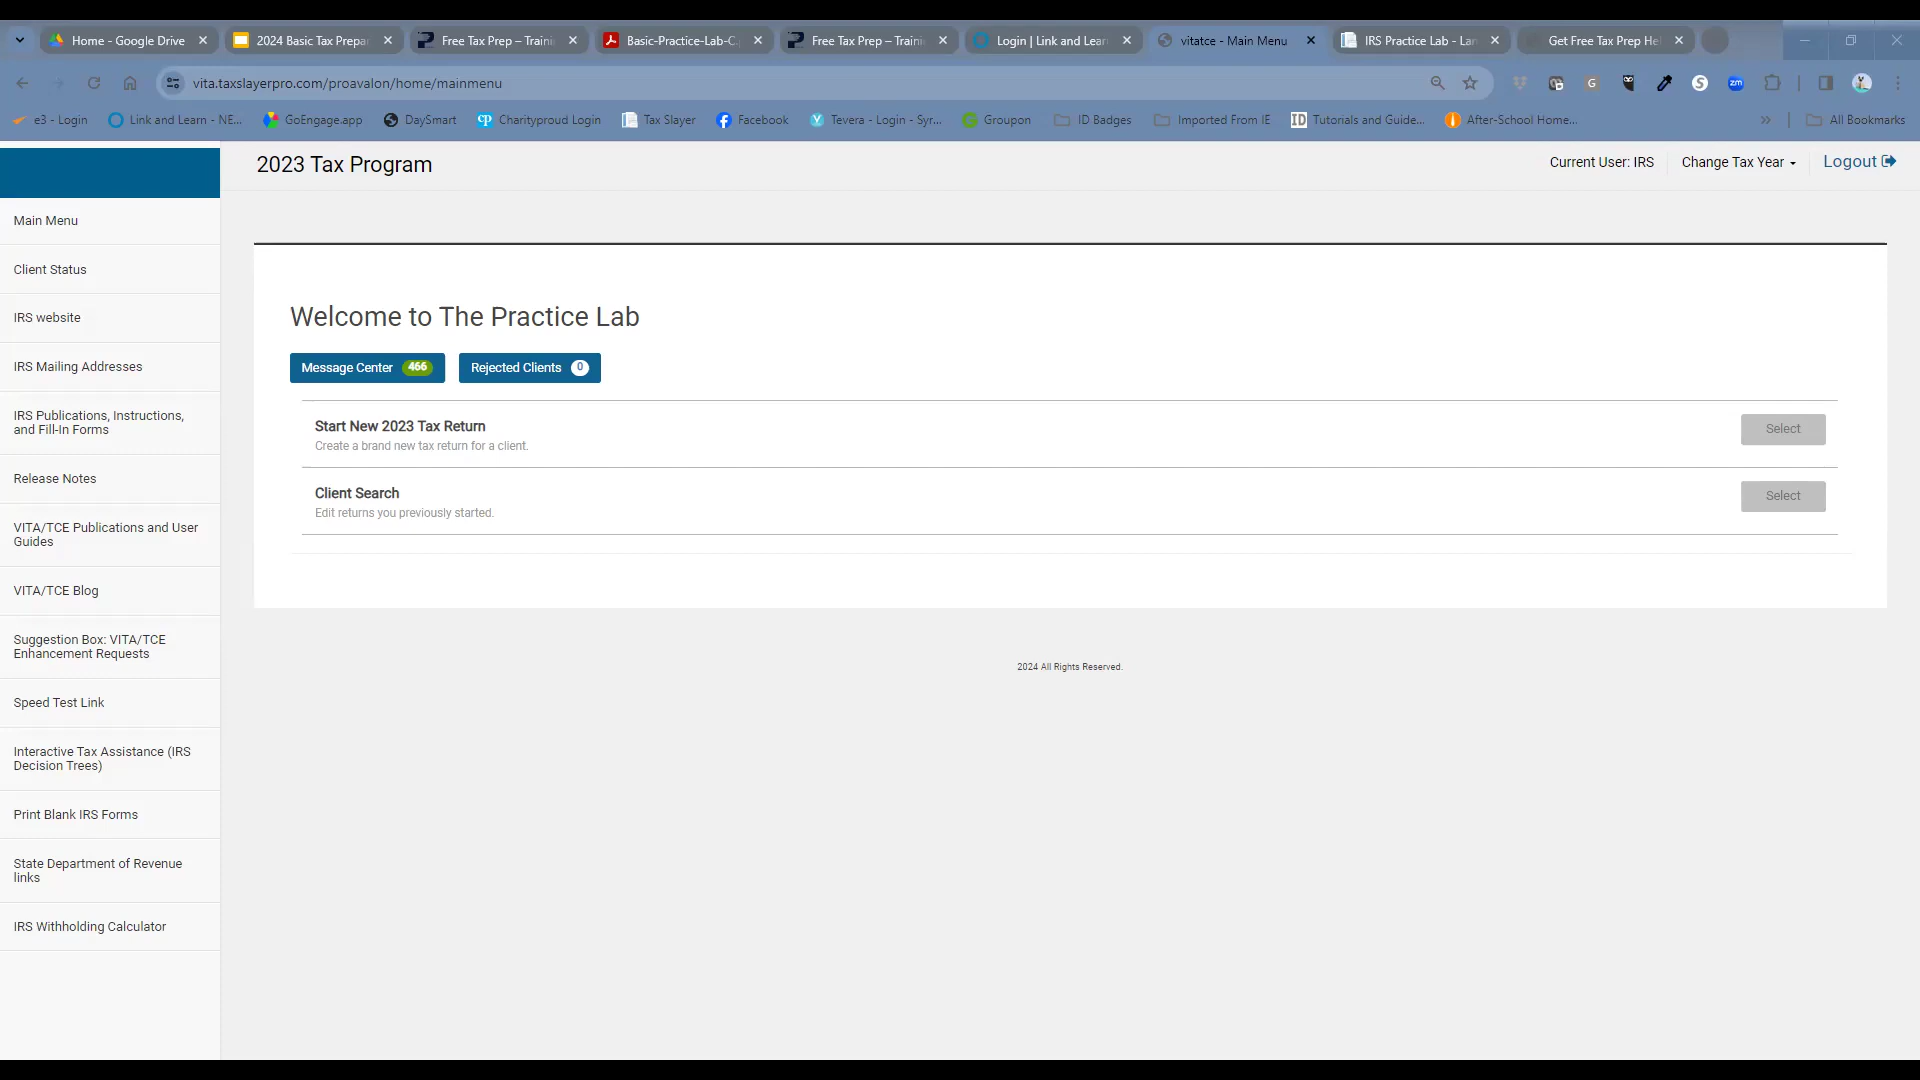 Home - Google Drive
2024 Basic Tax Prepa
Free Tax Prep – Traini
Basic-Practice-Lab-C
Free Tax Prep – Traini
Login | Link and Lear
vitatce - Main Menu
IRS Practice Lab - Lan
Get Free Tax Prep He
vita.taxslayerpro.com/proavalon/home/mainmenu
e3 - Login
Link and Learn - NE...
GoEngage.app
DaySmart
Charityproud Login
Tax Slayer
Facebook
Tevera - Login - Syr...
Groupon
ID Badges
Imported From IE
Tutorials and Guide...
After-School Home...
All Bookmarks
2023 Tax Program
Current User: IRS
Change Tax Year
Logout
Main Menu
Client Status
IRS website
IRS Mailing Addresses
IRS Publications, Instructions,
and Fill-In Forms
Release Notes
VITA/TCE Publications and User
Guides
VITA/TCE Blog
Suggestion Box: VITA/TCE
Enhancement Requests
Speed Test Link
Interactive Tax Assistance (IRS
Decision Trees)
Print Blank IRS Forms
State Department of Revenue
links
IRS Withholding Calculator
Welcome to The Practice Lab
Message Center 466
Rejected Clients 0
Start New 2023 Tax Return
Create a brand new tax return for a client.
Select
Client Search
Edit returns you previously started.
Select
2024 All Rights Reserved.